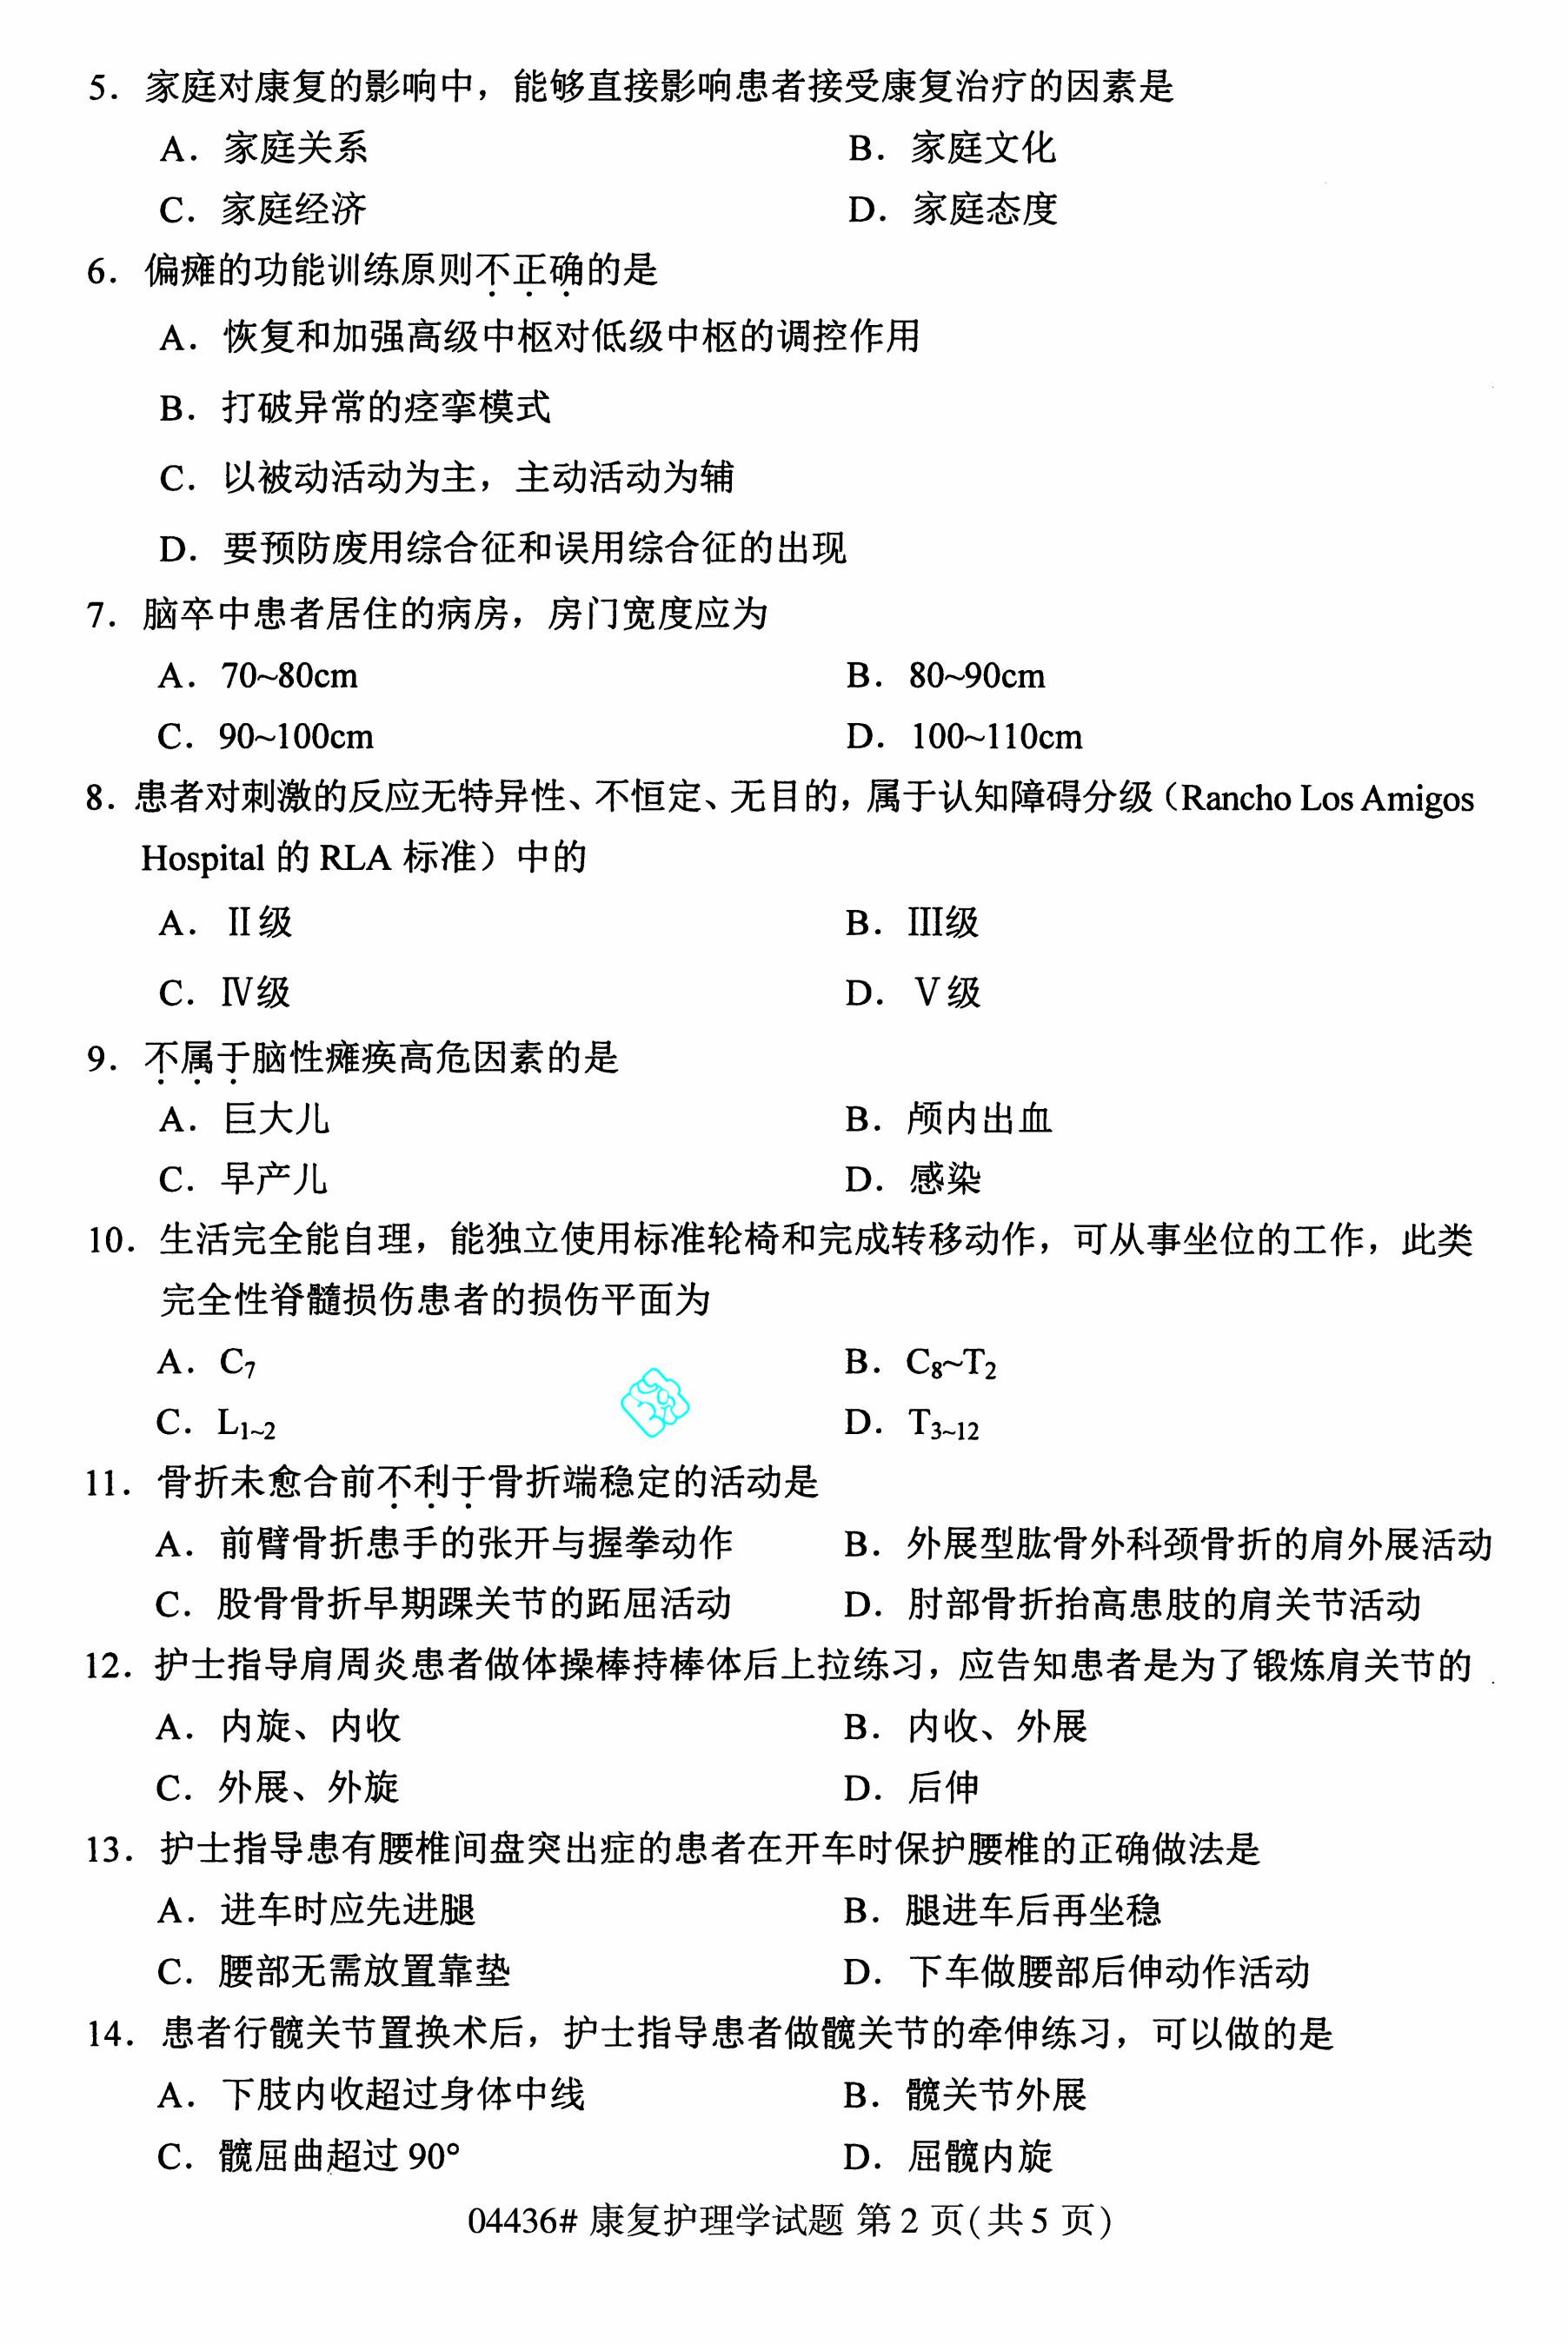 5. 家庭对康复的影响中，能够直接影响患者接受康复治疗的因素是
A. 家庭关系 B. 家庭文化
C. 家庭经济 D. 家庭态度
6. 偏瘫的功能训练原则不正确的是
A. 恢复和加强高级中枢对低级中枢的调控作用
B. 打破异常的痉挛模式
C. 以被动活动为主，主动活动为辅
D. 要预防废用综合征和误用综合征的出现
7. 脑卒中患者居住的病房，房门宽度应为
A. 70~80cm B. 80~90cm
C. 90~100cm D. 100~110cm
8. 患者对刺激的反应无特异性、不恒定、无目的，属于认知障碍分级（Rancho Los Amigos
Hospital 的 RLA 标准）中的
A. Ⅱ级 B. Ⅲ级
C. Ⅳ级 D. Ⅴ级
9. 不属于脑性瘫痪高危因素的是
A. 巨大儿 B. 颅内出血
C. 早产儿 D. 感染
10. 生活完全能自理，能独立使用标准轮椅和完成转移动作，可从事坐位的工作，此类
完全性脊髓损伤患者的损伤平面为
A. C₇ B. C₈~T₂
C. L₁~₂ D. T₃~₁₂
11. 骨折未愈合前不利于骨折端稳定的活动是
A. 前臂骨折患手的张开与握拳动作 B. 外展型肱骨外科颈骨折的肩外展活动
C. 股骨骨折早期踝关节的跖屈活动 D. 肘部骨折抬高患肢的肩关节活动
12. 护士指导肩周炎患者做体操棒持棒体后上拉练习，应告知患者是为了锻炼肩关节的
A. 内旋、内收 B. 内收、外展
C. 外展、外旋 D. 后伸
13. 护士指导患有腰椎间盘突出症的患者在开车时保护腰椎的正确做法是
A. 进车时应先进腿 B. 腿进车后再坐稳
C. 腰部无需放置靠垫 D. 下车做腰部后伸动作活动
14. 患者行髋关节置换术后，护士指导患者做髋关节的牵伸练习，可以做的是
A. 下肢内收超过身体中线 B. 髋关节外展
C. 髋屈曲超过 90° D. 屈髋内旋
04436# 康复护理学试题 第 2 页(共 5 页)